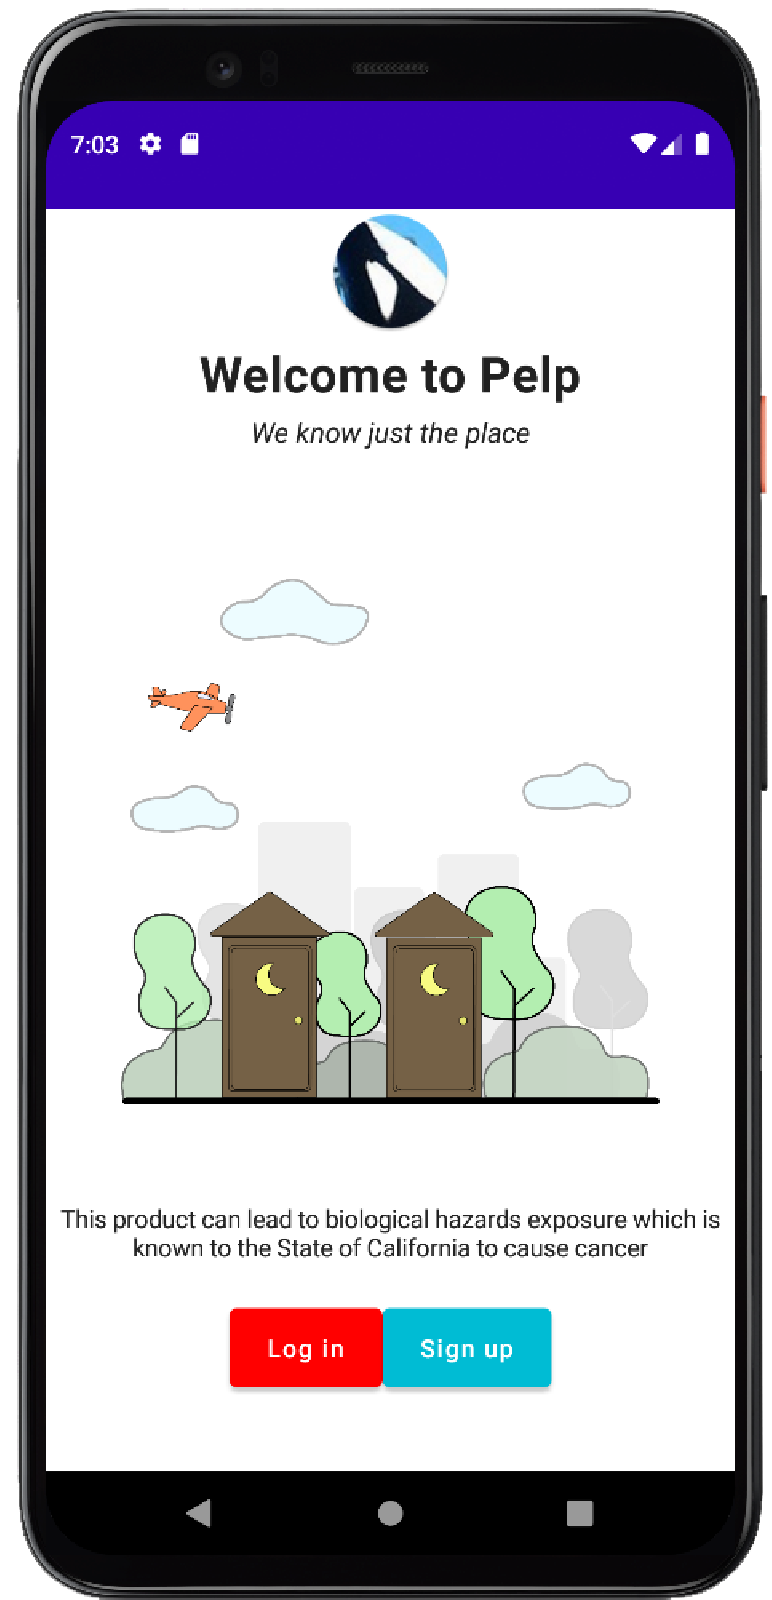 7:03
Welcome to Pelp
We know just the place
This product can lead to biological hazards exposure which is
known to the State of California to cause cancer
Log in Sign up